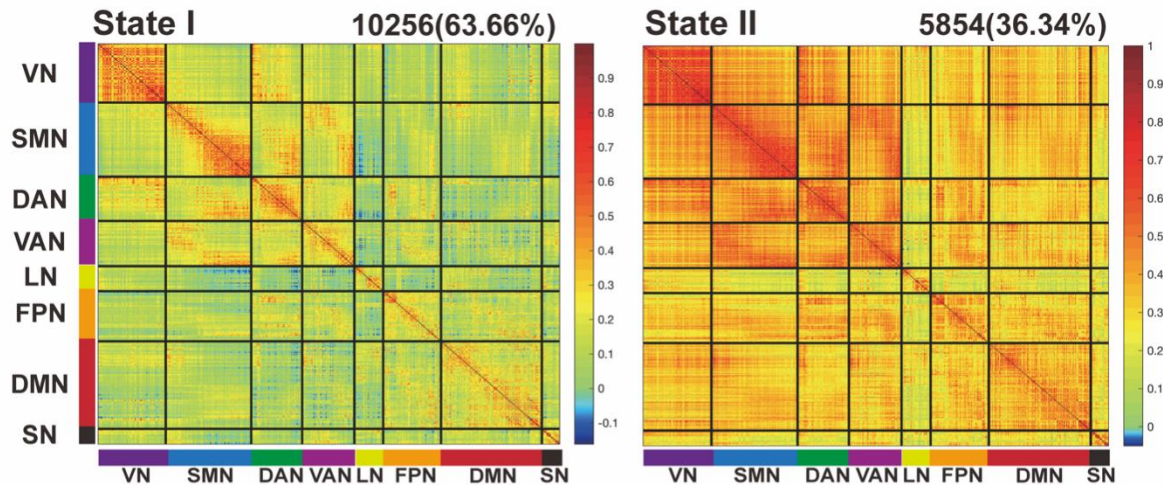 State I 10256(63.66%) State II 5854(36.34%)
VN
SMN
DAN
VAN
LN
FPN
DMN
SN
0.9
0.8
0.7
0.6
0.5
0.4
0.3
0.2
0.1
0
-0.1
1
0.9
0.8
0.7
0.6
0.5
0.4
0.3
0.2
0.1
0
VN SMN DAN VAN LN FPN DMN SN
VN SMN DAN VAN LN FPN DMN SN